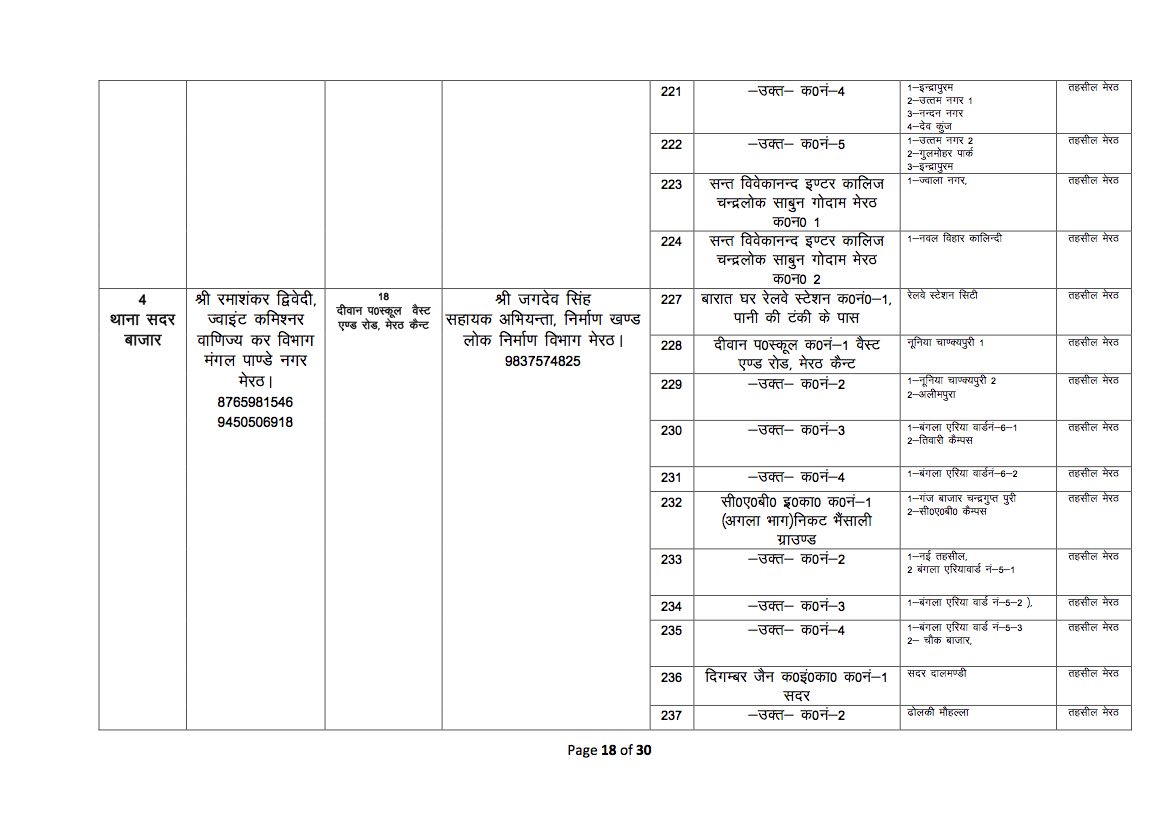 221
–उक्त– क0नं–4
1–इन्द्रापुरम
2–उत्तम नगर 1
3–नन्दन नगर
4–देव कुंज
तहसील मेरठ
222
–उक्त– क0नं–5
1–उत्तम नगर 2
2–गुलमोहर पार्क
3–इन्द्रापुरम
तहसील मेरठ
223
सन्त विवेकानन्द इण्टर कालिज
चन्द्रलोक साबुन गोदाम मेरठ
क0न0 1
1–ज्वाला नगर,
तहसील मेरठ
224
सन्त विवेकानन्द इण्टर कालिज
चन्द्रलोक साबुन गोदाम मेरठ
क0न0 2
1–नवल विहार कालिन्दी
तहसील मेरठ
4
थाना सदर
बाजार
श्री रमाशंकर द्विवेदी,
ज्वाइंट कमिश्नर
वाणिज्य कर विभाग
मंगल पाण्डे नगर
मेरठ।
8765981546
9450506918
18
दीवान प0स्कूल वैस्ट
एण्ड रोड, मेरठ कैन्ट
श्री जगदेव सिंह
सहायक अभियन्ता, निर्माण खण्ड
लोक निर्माण विभाग मेरठ।
9837574825
227
बारात घर रेलवे स्टेशन क0नं0–1,
पानी की टंकी के पास
रेलवे स्टेशन सिटी
तहसील मेरठ
228
दीवान प0स्कूल क0नं–1 वैस्ट
एण्ड रोड, मेरठ कैन्ट
नूनिया चाण्क्यपुरी 1
तहसील मेरठ
229
–उक्त– क0नं–2
1–नूनिया चाण्क्यपुरी 2
2–अलीमपुरा
तहसील मेरठ
230
–उक्त– क0नं–3
1–बंगला एरिया वार्डनं–6–1
2–तिवारी कैम्पस
तहसील मेरठ
231
–उक्त– क0नं–4
1–बंगला एरिया वार्डनं–6–2
तहसील मेरठ
232
सी0ए0बी0 इ0का0 क0नं–1
(अगला भाग)निकट भैंसाली
ग्राउण्ड
1–गंज बाजार चन्द्रगुप्त पुरी
2–सी0ए0बी0 कैम्पस
तहसील मेरठ
233
–उक्त– क0नं–2
1–नई तहसील,
2 बंगला एरियावार्ड नं–5–1
तहसील मेरठ
234
–उक्त– क0नं–3
1–बंगला एरिया वार्ड नं–5–2 ),
तहसील मेरठ
235
–उक्त– क0नं–4
1–बंगला एरिया वार्ड नं–5–3
2– चौक बाजार,
तहसील मेरठ
236
दिगम्बर जैन क0इं0का0 क0नं–1
सदर
सदर दालमण्डी
तहसील मेरठ
237
–उक्त– क0नं–2
ढोलकी मौहल्ला
तहसील मेरठ
Page 18 of 30